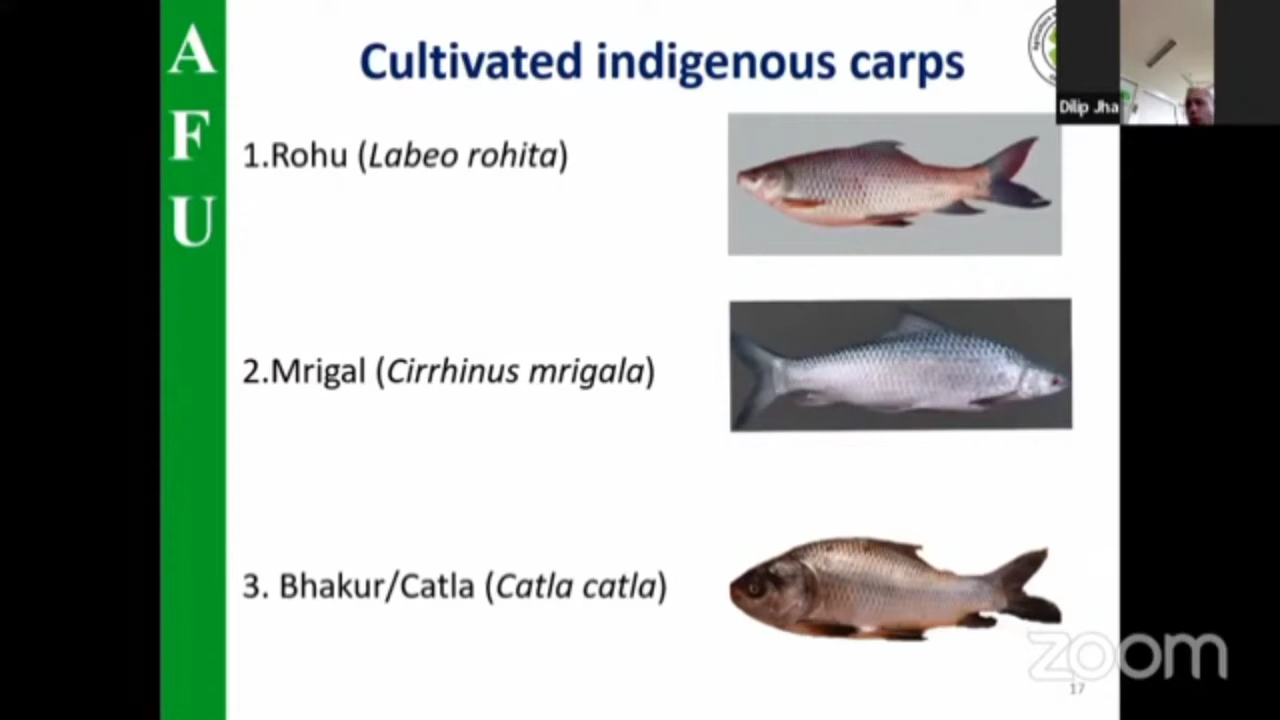 A
F
U
Cultivated indigenous carps
Dilip Jha
1.Rohu (Labeo rohita)
2.Mrigal (Cirrhinus mrigala)
3. Bhakur/Catla (Catla catla)
zoom
17